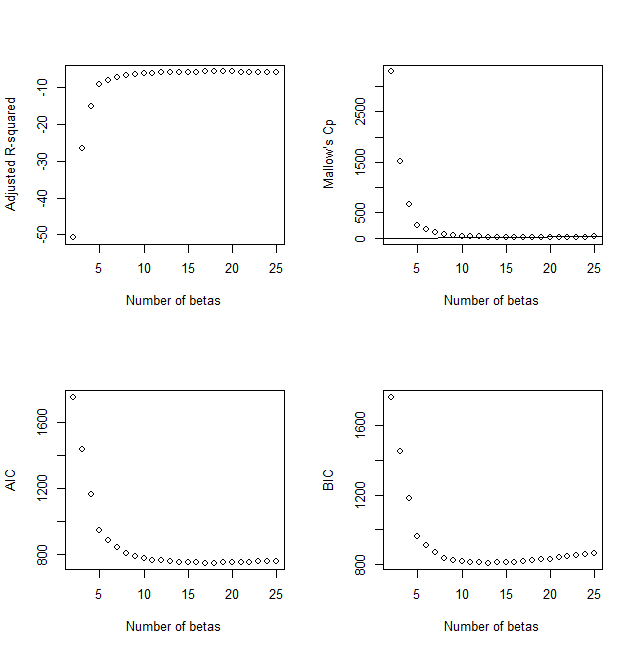 Adjusted R-squared
-10
-20
-30
-40
-50
5 10 15 20 25
Number of betas
Mallow's Cp
2500
1500
500
0
5 10 15 20 25
Number of betas
AIC
1600
1200
800
5 10 15 20 25
Number of betas
BIC
1600
1200
800
5 10 15 20 25
Number of betas